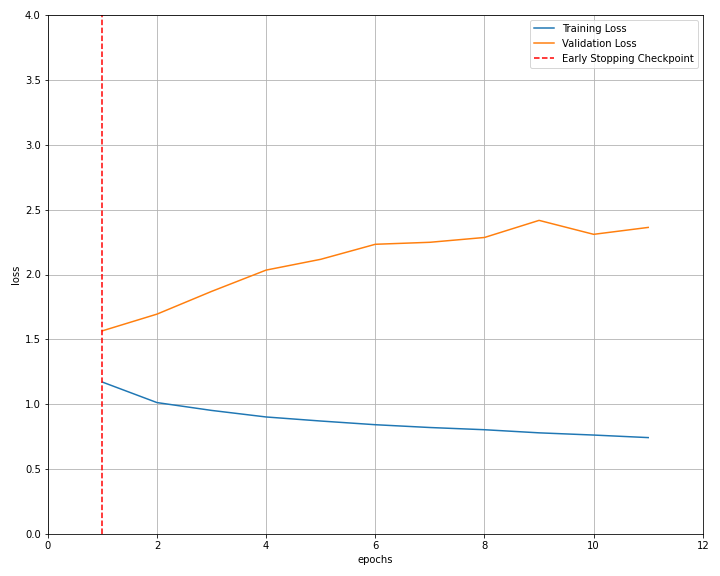 4.0
3.5
3.0
2.5
2.0
1.5
1.0
0.5
0.0
loss
0 2 4 6 8 10 12
epochs
Training Loss
Validation Loss
Early Stopping Checkpoint